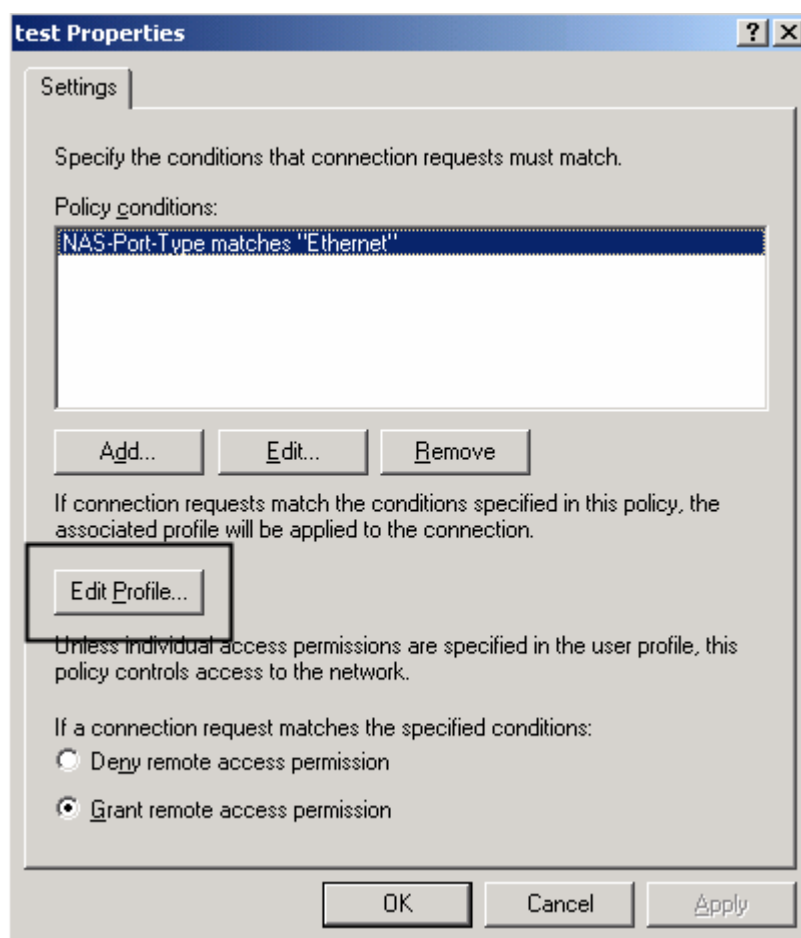 test Properties
Settings
Specify the conditions that connection requests must match.
Policy conditions:
NAS-Port-Type matches "Ethernet"
Add... Edit... Remove
If connection requests match the conditions specified in this policy, the
associated profile will be applied to the connection.
Edit Profile...
Unless individual access permissions are specified in the user profile, this
policy controls access to the network.
If a connection request matches the specified conditions:
Deny remote access permission
Grant remote access permission
OK Cancel Apply